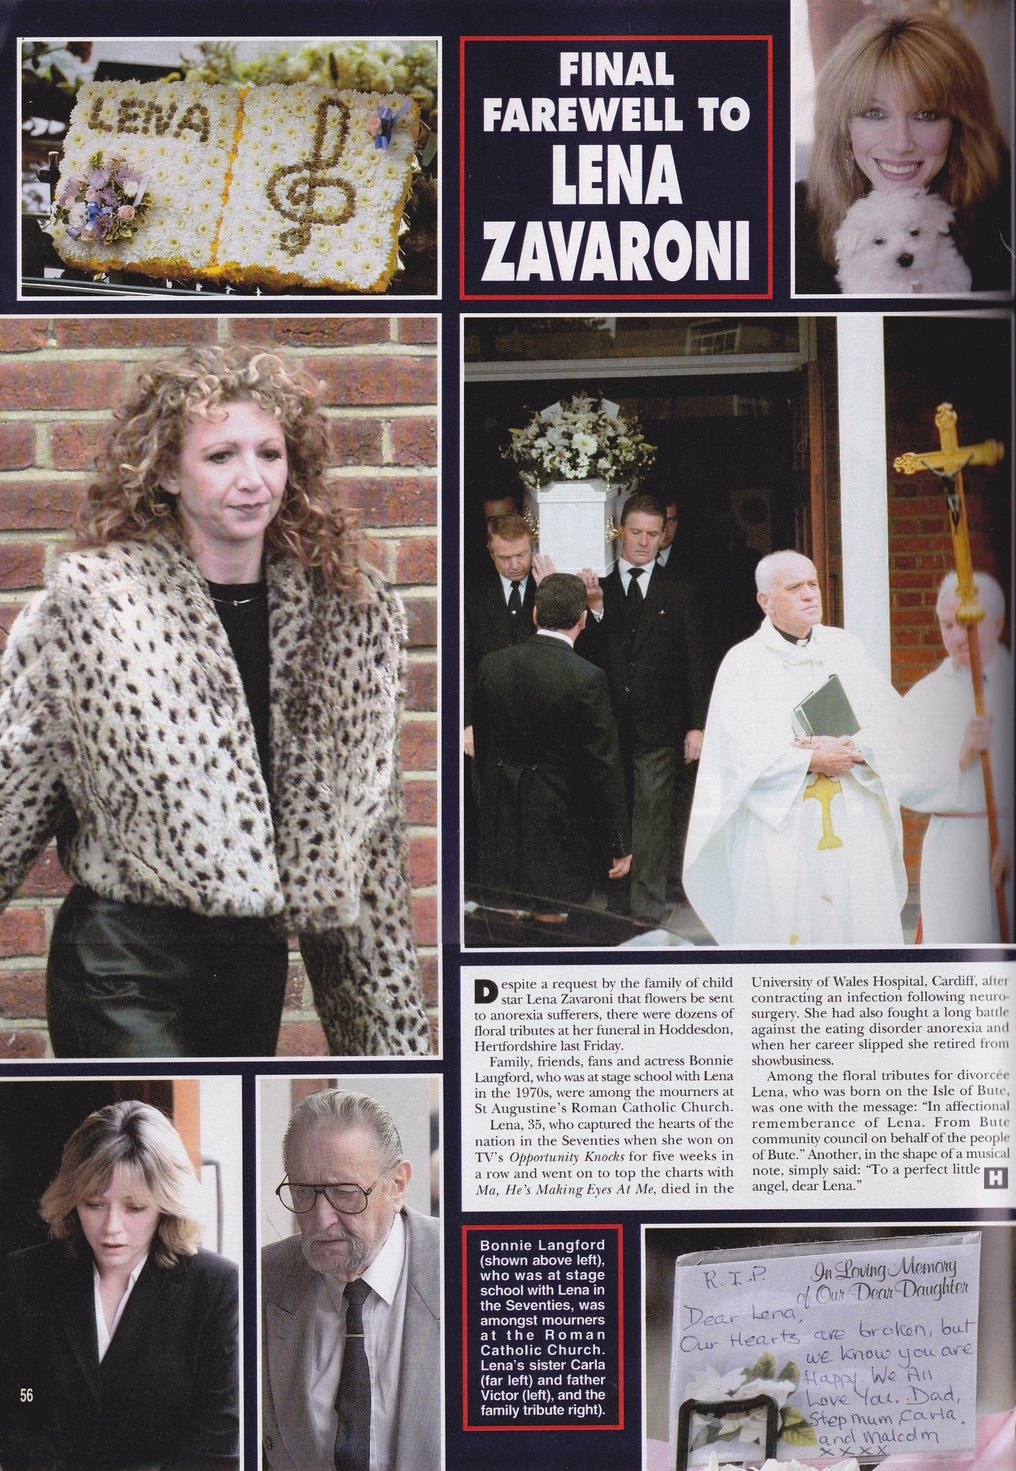 LENA
FINAL
FAREWELL TO
LENA
ZAVARONI
Despite a request by the family of child
star Lena Zavaroni that flowers be sent
to anorexia sufferers, there were dozens of
floral tributes at her funeral in Hoddesdon,
Hertfordshire last Friday.
Family, friends, fans and actress Bonnie
Langford, who was at stage school with Lena
in the 1970s, were among the mourners at
St Augustine's Roman Catholic Church.
Lena, 35, who captured the hearts of the
nation in the Seventies when she won on
TV's Opportunity Knocks for five weeks in
a row and went on to top the charts with
Ma, He's Making Eyes At Me, died in the
University of Wales Hospital, Cardiff, after
contracting an infection following neuro-
surgery. She had also fought a long battle
against the eating disorder anorexia and
when her career slipped she retired from
showbusiness.
Among the floral tributes for divorcée
Lena, who was born on the Isle of Bute,
was one with the message: "In affectional
rememberance of Lena. From Bute
community council on behalf of the people
of Bute." Another, in the shape of a musical
note, simply said: "To a perfect little
angel, dear Lena."
H
Bonnie Langford
(shown above left),
who was at stage
school with Lena in
the Seventies, was
amongst mourners
at the Roman
Catholic Church.
Lena's sister Carla
(far left) and father
Victor (left), and the
family tribute right).
R.I.P.
In Loving Memory
of Our Dear Daughter
Dear Lena,
Our Hearts are broken, but
we know you are
Happy. We All
Love You. Dad,
Stepmum, Carla.
and Malcolm
xxxx
56